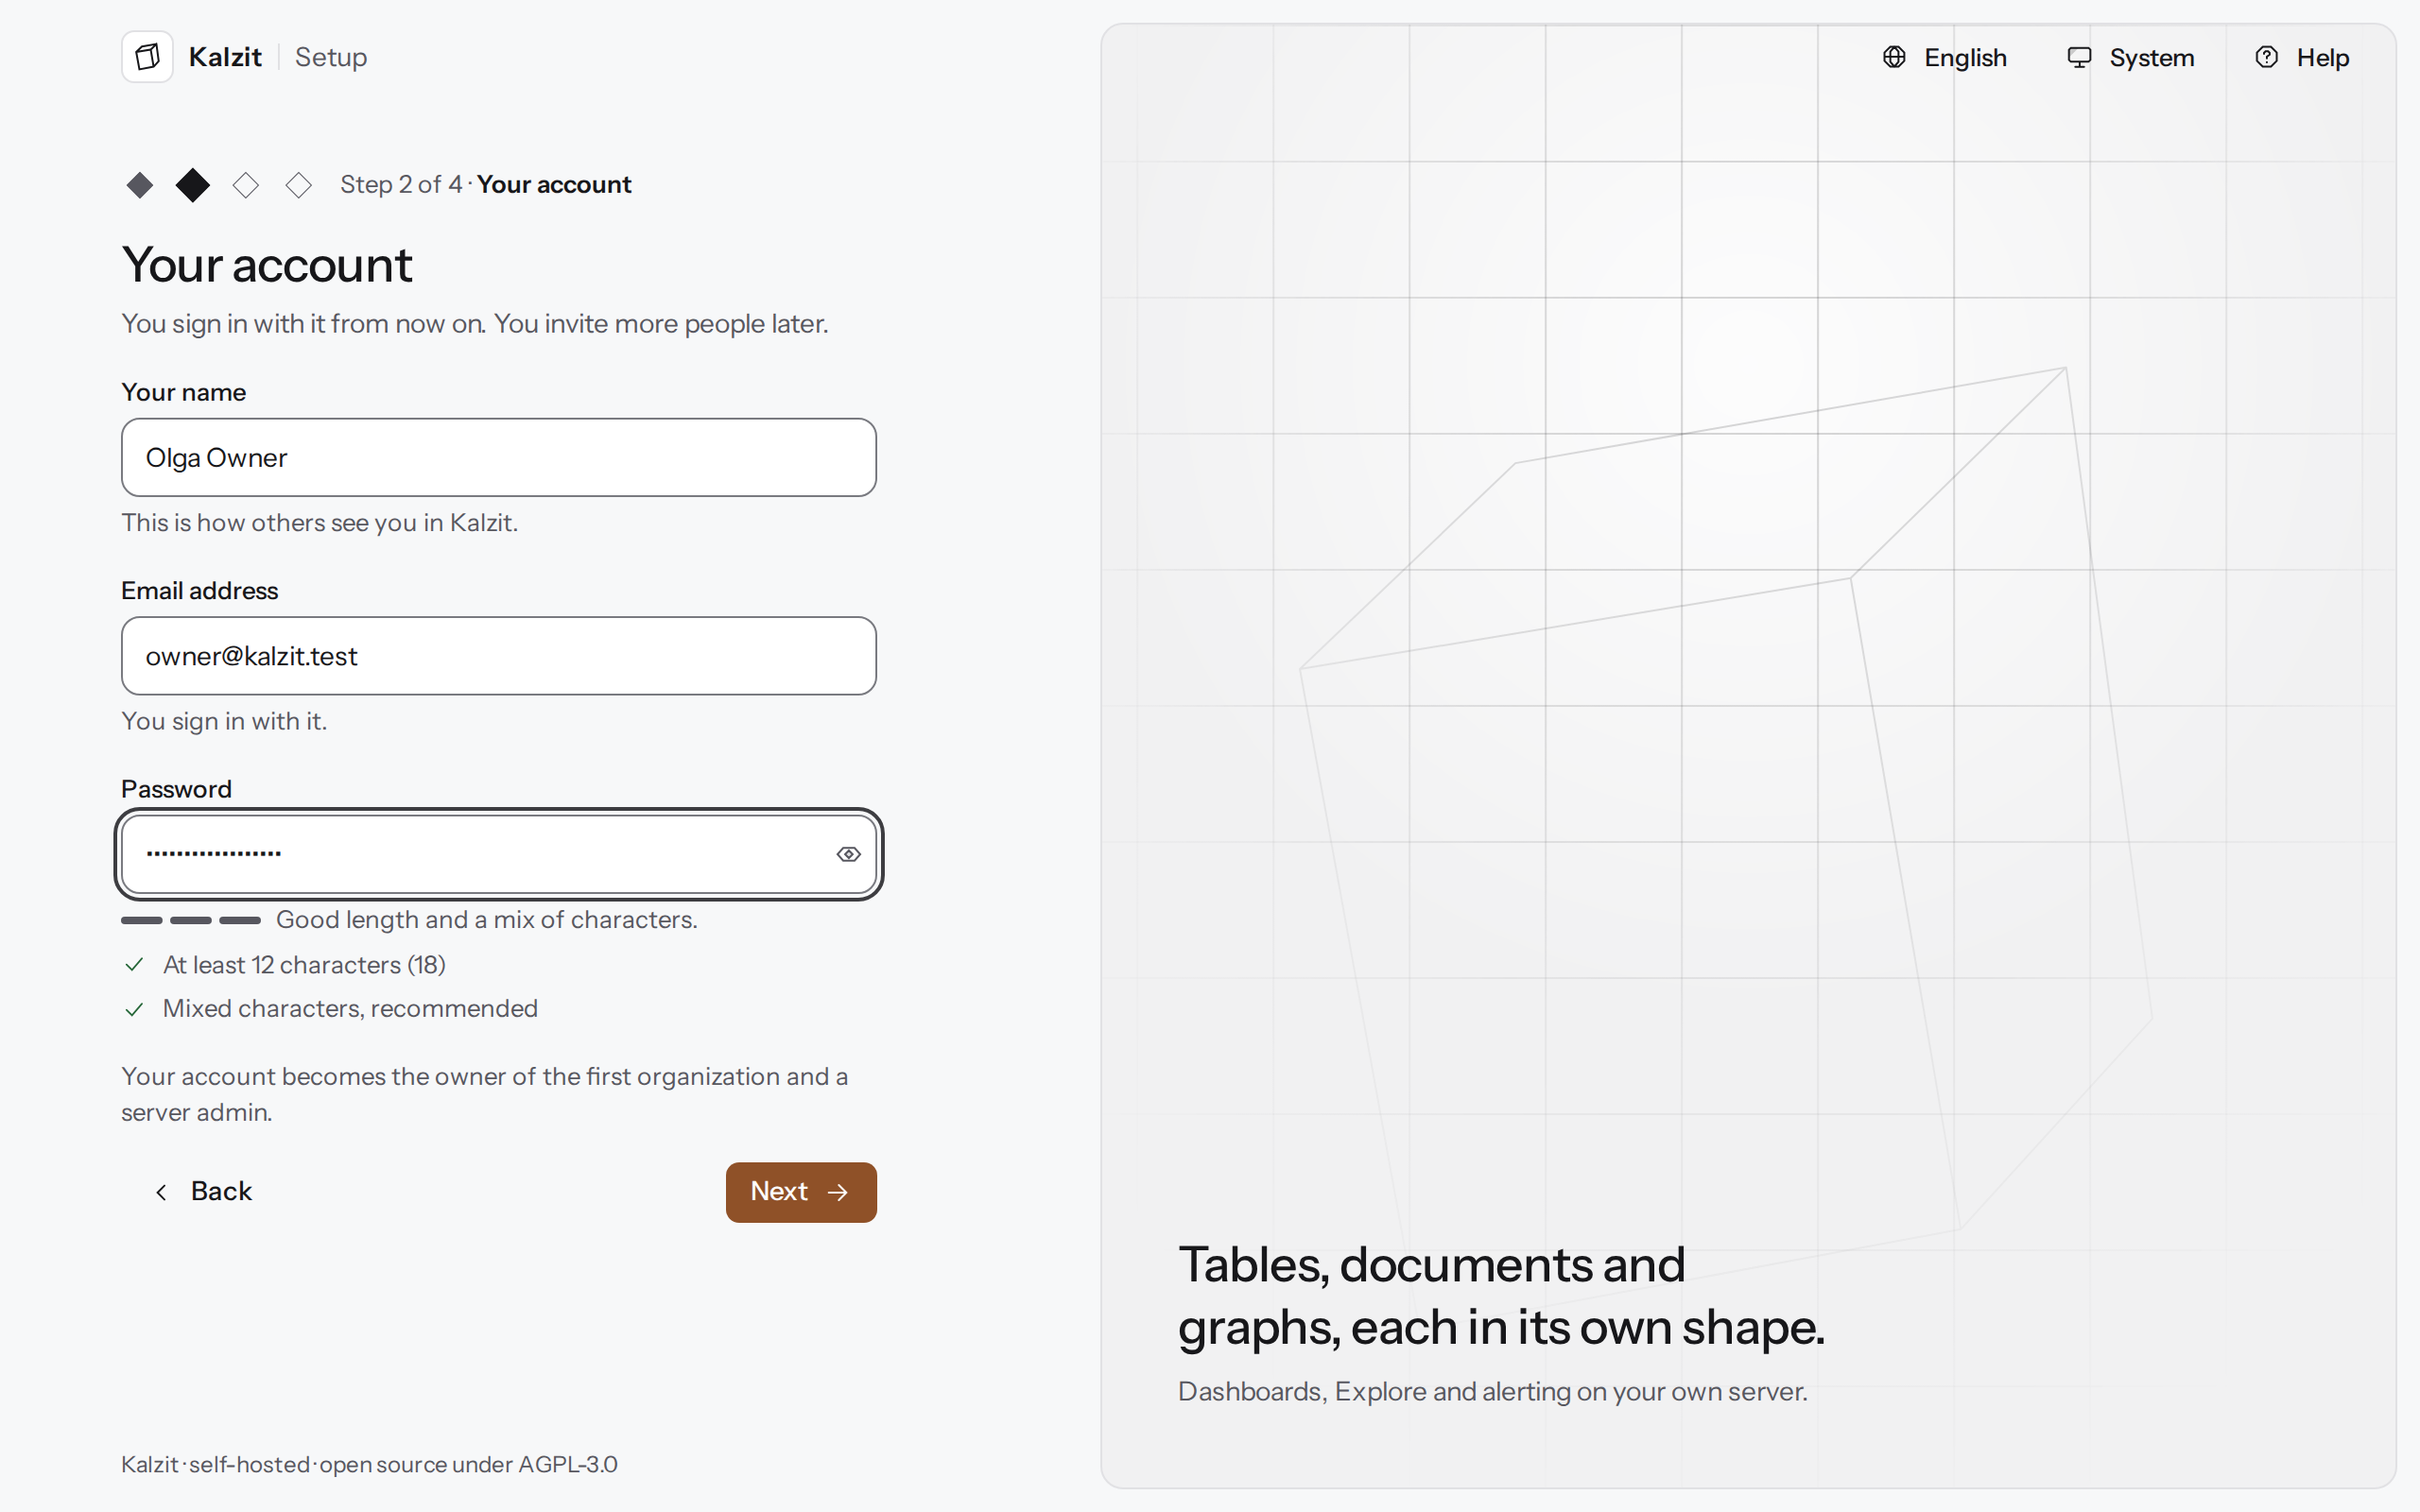 Kalzit
Setup
English
System
Help
Step 2 of 4 · Your account
Your account
You sign in with it from now on. You invite more people later.
Your name
Olga Owner
This is how others see you in Kalzit.
Email address
owner@kalzit.test
You sign in with it.
Password
••••••••••••••••••
Good length and a mix of characters.
At least 12 characters (18)
Mixed characters, recommended
Your account becomes the owner of the first organization and a
server admin.
Back
Next
Kalzit · self-hosted · open source under AGPL-3.0
Tables, documents and
graphs, each in its own shape.
Dashboards, Explore and alerting on your own server.